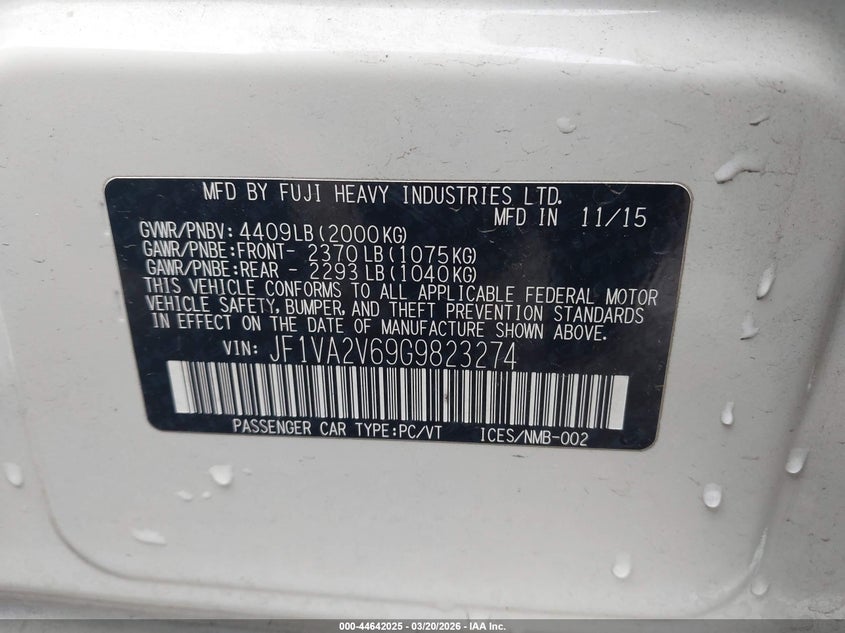 MFD BY FUJI HEAVY INDUSTRIES LTD.
MFD IN 11/15
GVWR/PNBV: 4409LB(2000KG)
GAWR/PNBE:FRONT- 2370LB(1075KG)
GAWR/PNBE:REAR - 2293LB(1040KG)
THIS VEHICLE CONFORMS TO ALL APPLICABLE FEDERAL MOTOR
VEHICLE SAFETY, BUMPER, AND THEFT PREVENTION STANDARDS
IN EFFECT ON THE DATE OF MANUFACTURE SHOWN ABOVE.
VIN: JF1VA2V69G9823274
PASSENGER CAR TYPE:PC/VT ICES/NMB-002
000-44642025 - 03/20/2026 - IAA Inc.